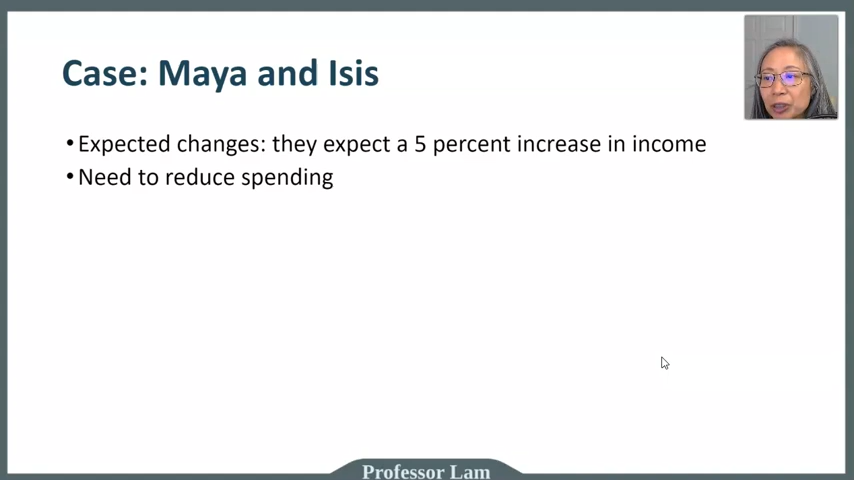 Case: Maya and Isis
•Expected changes: they expect a 5 percent increase in income
•Need to reduce spending
Professor Lam